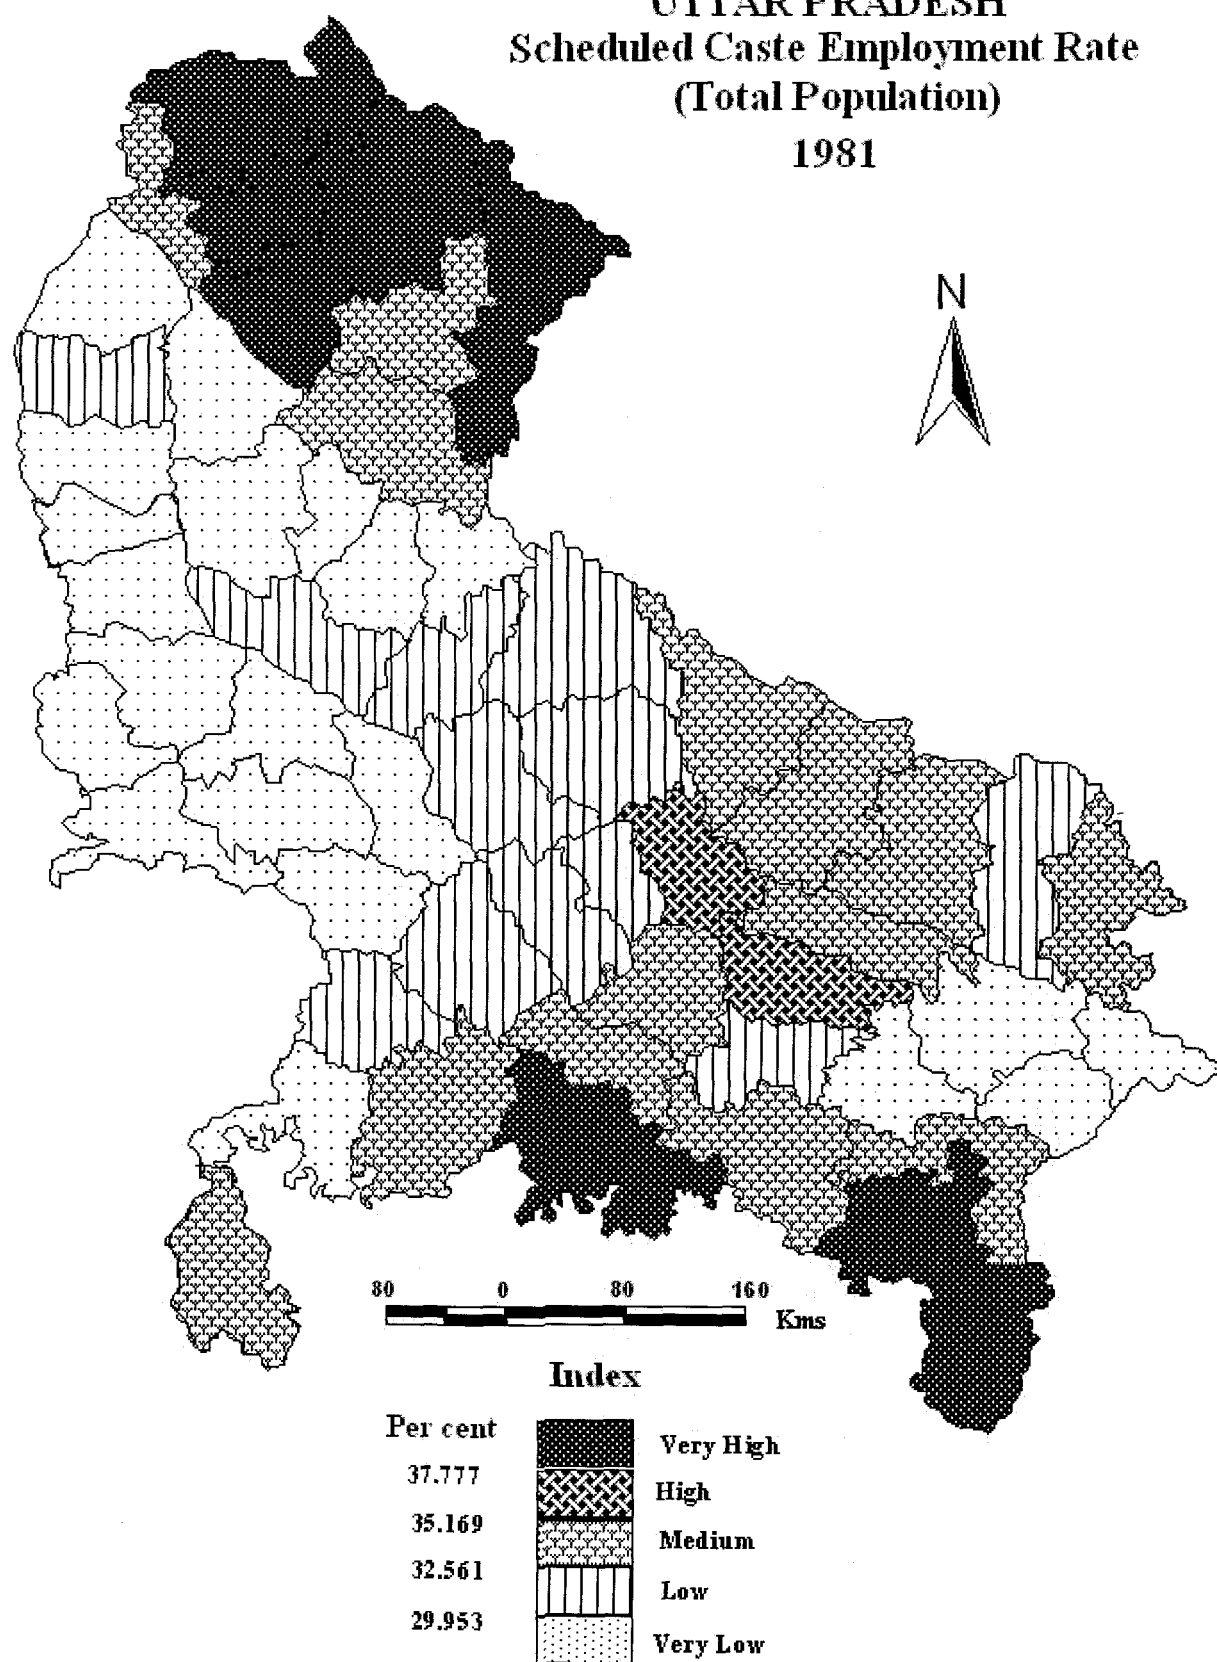 UTTAR PRADESH
Scheduled Caste Employment Rate
(Total Population)
1981
N
80 0 80 160
Kms
Index
Per cent
Very High
37.777
High
35.169
Medium
32.561
Low
29.953
Very Low